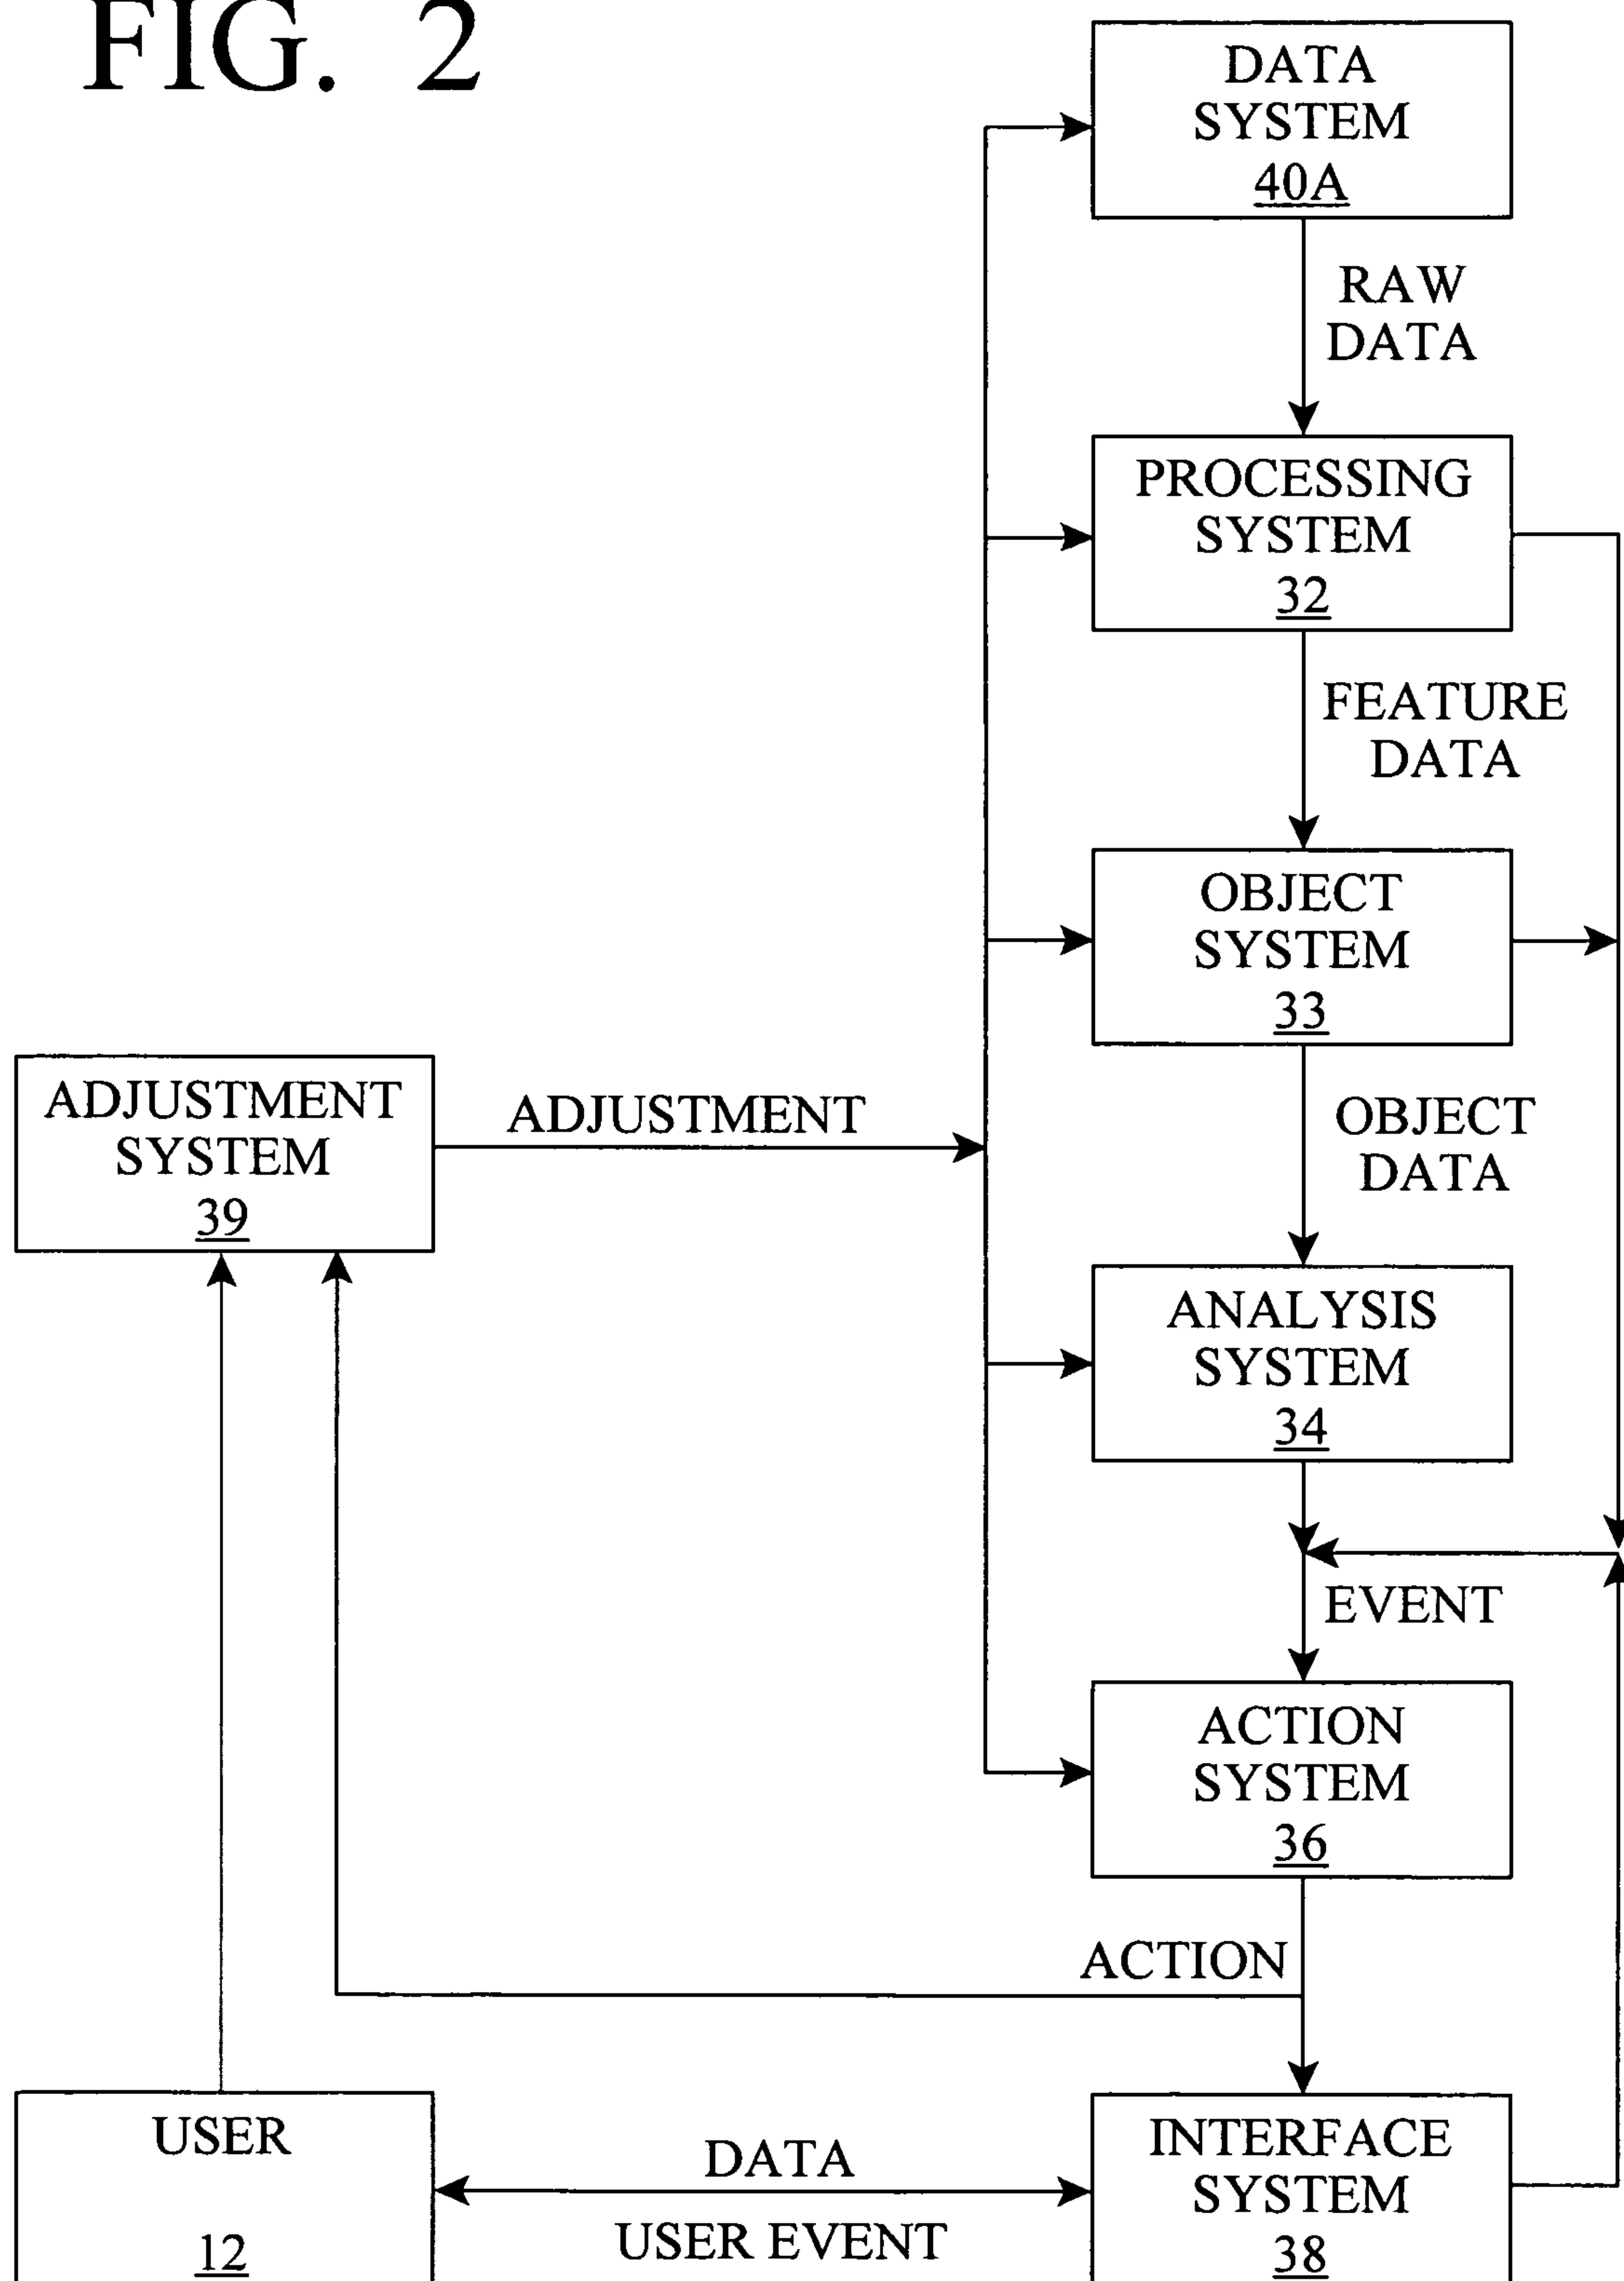 FIG. 2
DATA
SYSTEM
40A
RAW
DATA
PROCESSING
SYSTEM
32
FEATURE
DATA
OBJECT
SYSTEM
33
ADJUSTMENT
SYSTEM
39
ADJUSTMENT
OBJECT
DATA
ANALYSIS
SYSTEM
34
EVENT
ACTION
SYSTEM
36
ACTION
USER
12
DATA
USER EVENT
INTERFACE
SYSTEM
38